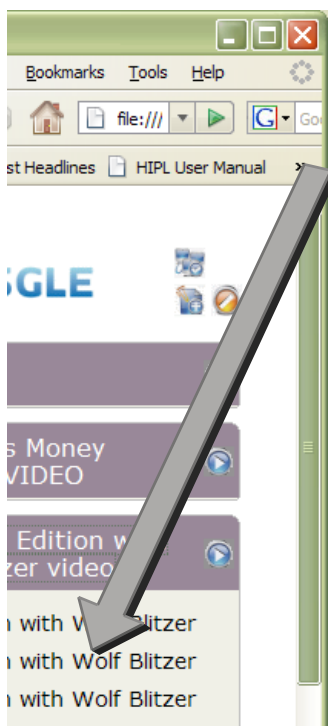 Bookmarks Tools Help
file:/// G Goo
st Headlines HIPL User Manual »
GLE
s Money
VIDEO
Edition w
zer video
with W Blitzer
with Wolf Blitzer
with Wolf Blitzer